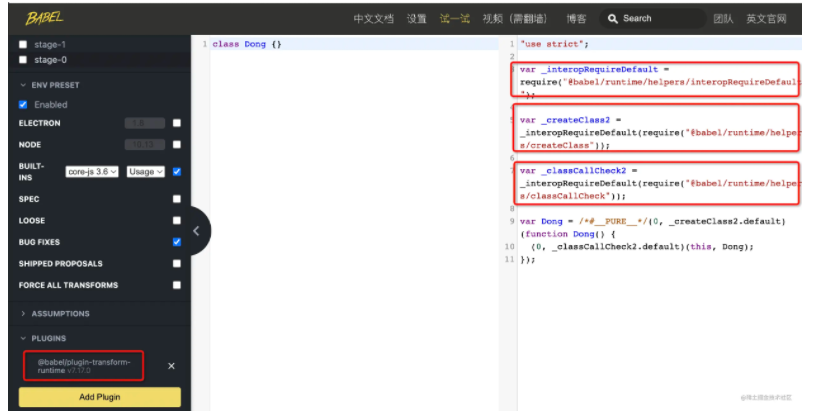 BABEL
中文文档 设置 试一试 视频（需翻墙） 博客 Search 团队 英文官网
stage-1
stage-0
ENV PRESET
Enabled
ELECTRON 1.8
NODE 10.13
BUILT-
INS core-js 3.6 Usage
SPEC
LOOSE
BUG FIXES
SHIPPED PROPOSALS
FORCE ALL TRANSFORMS
ASSUMPTIONS
PLUGINS
@babel/plugin-transform-
runtime v7.17.0
Add Plugin
1 class Dong {}
1 "use strict";
2
var _interopRequireDefault =
require("@babel/runtime/helpers/interopRequireDefault
");
5 var _createClass2 =
_interopRequireDefault(require("@babel/runtime/helper
s/createClass"));
6
7 var _classCallCheck2 =
_interopRequireDefault(require("@babel/runtime/helper
s/classCallCheck"));
8
9 var Dong = /*#__PURE__*/(0, _createClass2.default)
(function Dong() {
10 (0, _classCallCheck2.default)(this, Dong);
11 });
@稀土掘金技术社区